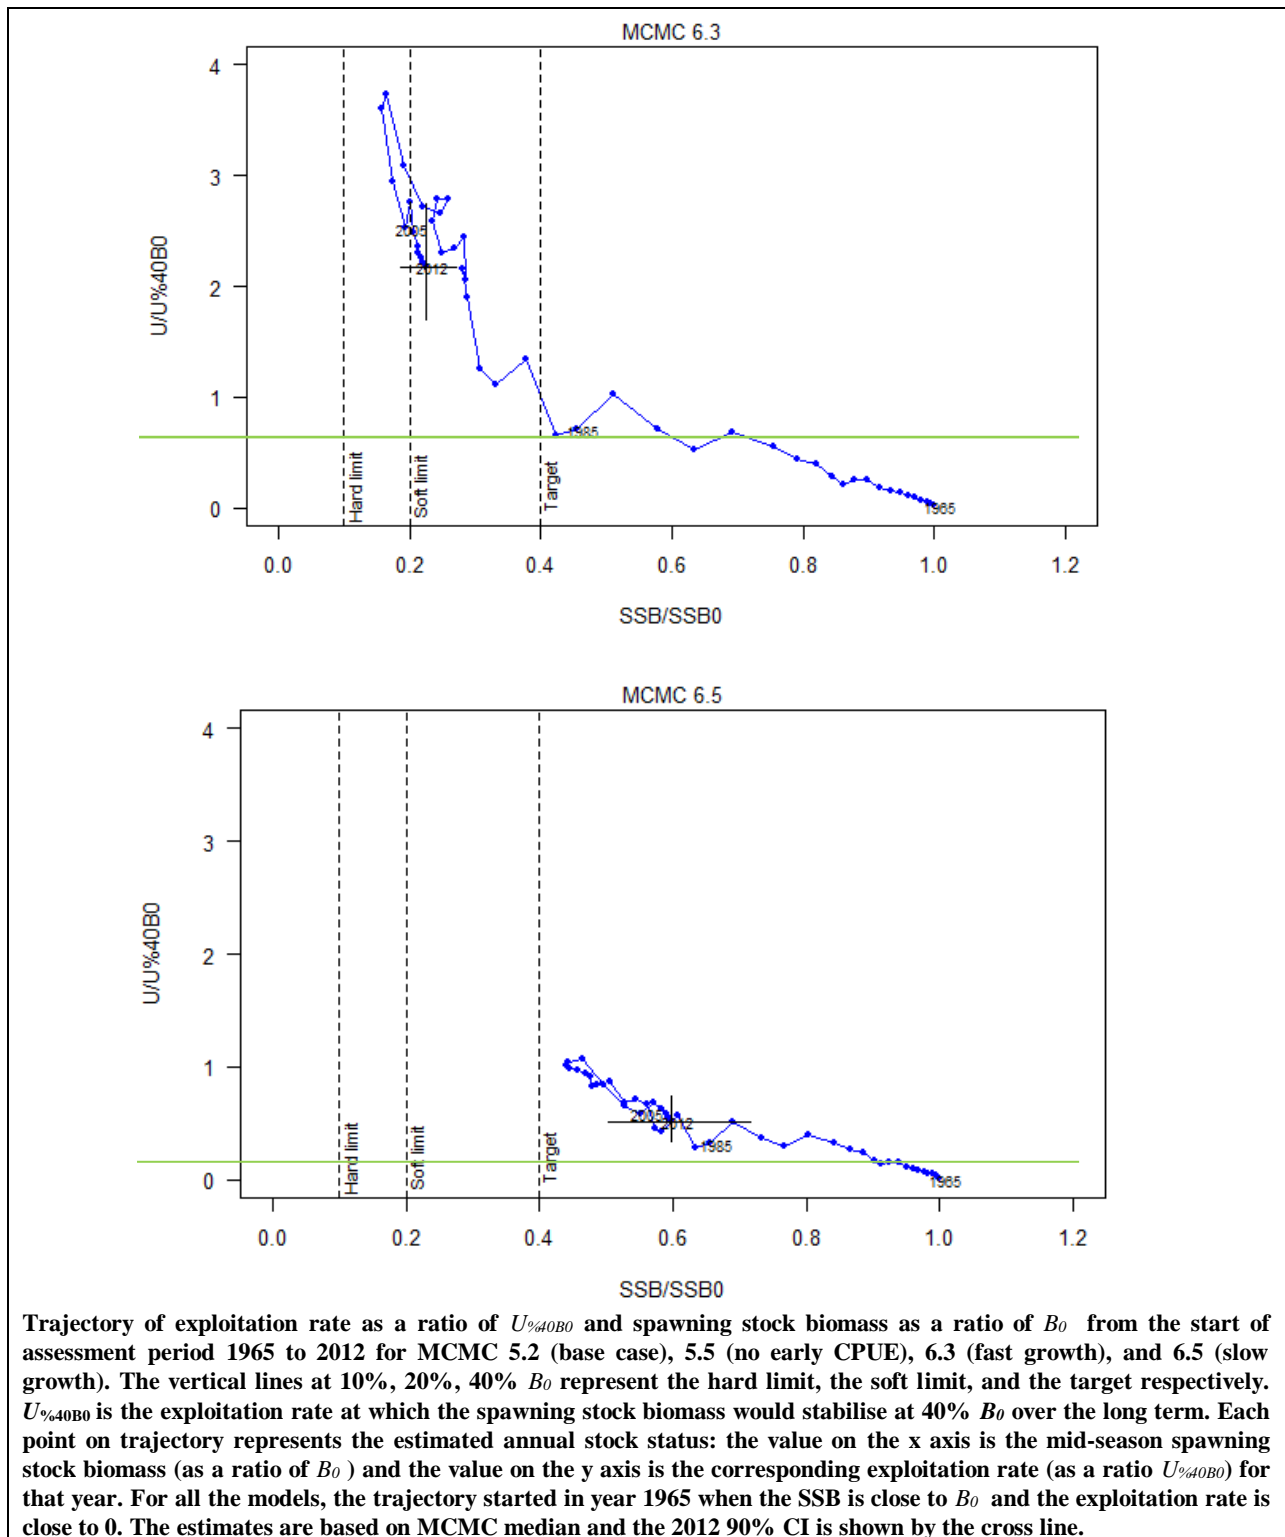 MCMC 6.3
4
3
2
1
0
U/U%40B0
Hard limit
Soft limit
Target
2005
2012
1985
1965
0.0 0.2 0.4 0.6 0.8 1.0 1.2
SSB/SSB0
MCMC 6.5
4
3
2
1
0
U/U%40B0
Hard limit
Soft limit
Target
2005
2012
1985
1965
0.0 0.2 0.4 0.6 0.8 1.0 1.2
SSB/SSB0
Trajectory of exploitation rate as a ratio of U%40B0 and spawning stock biomass as a ratio of B0 from the start of
assessment period 1965 to 2012 for MCMC 5.2 (base case), 5.5 (no early CPUE), 6.3 (fast growth), and 6.5 (slow
growth). The vertical lines at 10%, 20%, 40% B0 represent the hard limit, the soft limit, and the target respectively.
U%40B0 is the exploitation rate at which the spawning stock biomass would stabilise at 40% B0 over the long term. Each
point on trajectory represents the estimated annual stock status: the value on the x axis is the mid-season spawning
stock biomass (as a ratio of B0 ) and the value on the y axis is the corresponding exploitation rate (as a ratio U%40B0) for
that year. For all the models, the trajectory started in year 1965 when the SSB is close to B0 and the exploitation rate is
close to 0. The estimates are based on MCMC median and the 2012 90% CI is shown by the cross line.